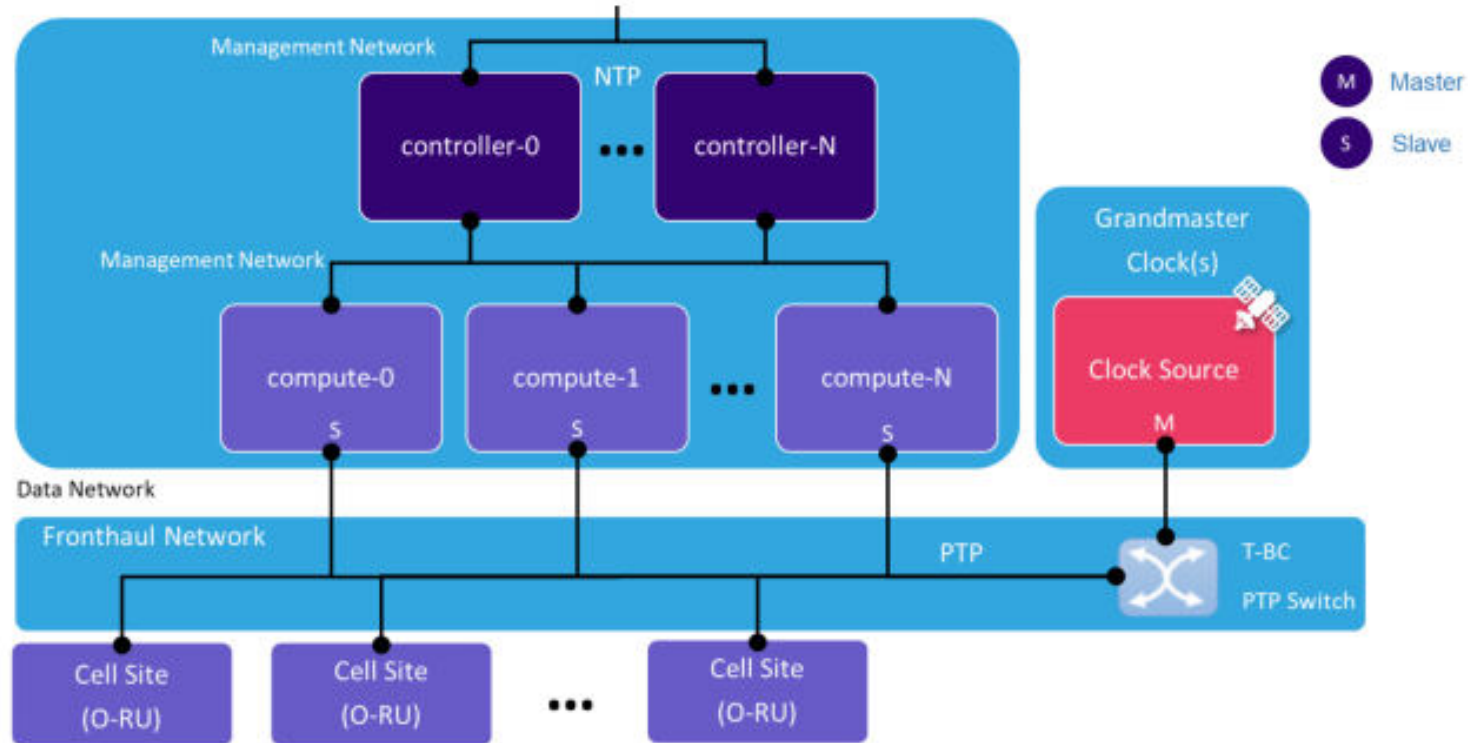 Management Network
NTP
controller-0
...
controller-N
M Master
S Slave
Management Network
Grandmaster
Clock(s)
compute-0
S
compute-1
S
...
compute-N
S
Clock Source
M
Data Network
Fronthaul Network
PTP
T-BC
PTP Switch
Cell Site
(O-RU)
Cell Site
(O-RU)
...
Cell Site
(O-RU)